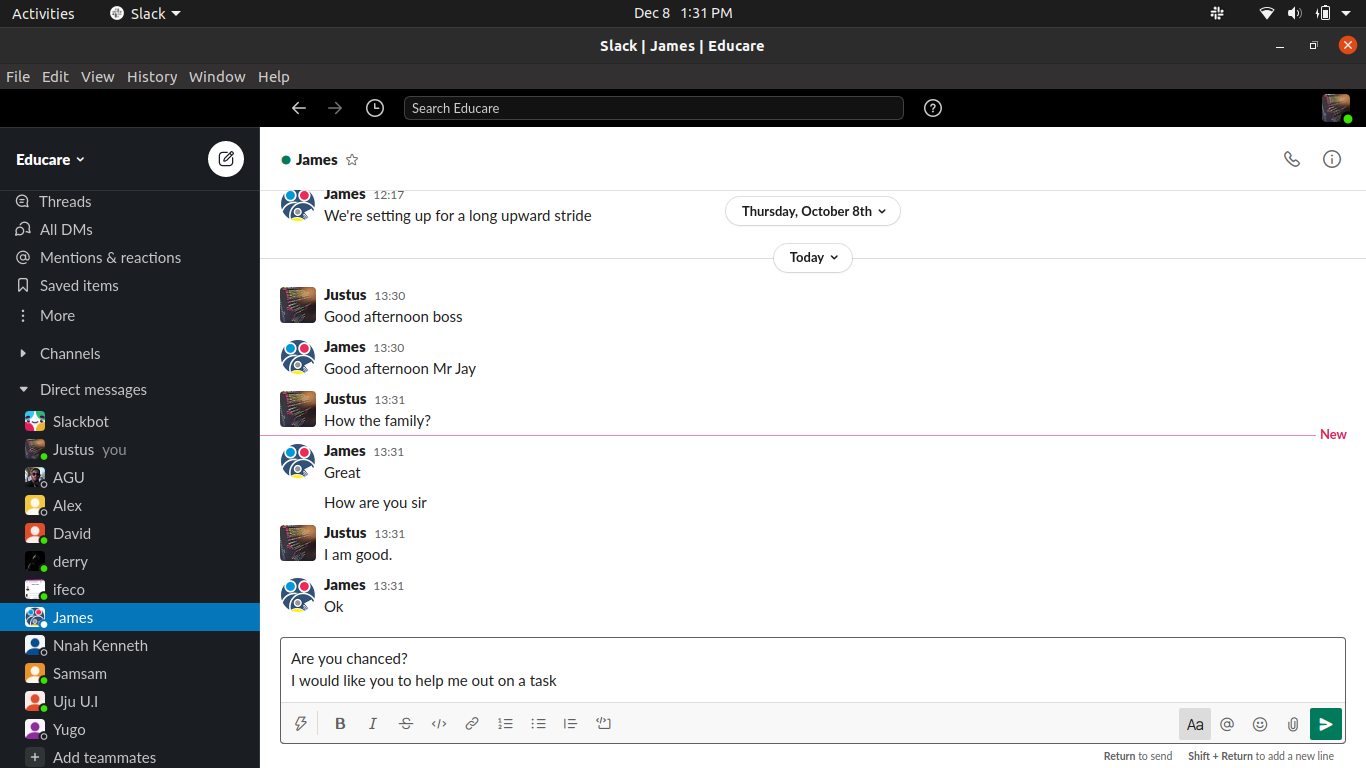 Activities
Slack
Dec 8 1:31 PM
Slack | James | Educare
File Edit View History Window Help
Search Educare
Educare
Threads
All DMs
Mentions & reactions
Saved items
More
Channels
Direct messages
Slackbot
Justus you
AGU
Alex
David
derry
ifeco
James
Nnah Kenneth
Samsam
Uju U.I
Yugo
Add teammates
James
James 12:17
We're setting up for a long upward stride
Thursday, October 8th
Today
Justus 13:30
Good afternoon boss
James 13:30
Good afternoon Mr Jay
Justus 13:31
How the family?
New
James 13:31
Great
How are you sir
Justus 13:31
I am good.
James 13:31
Ok
Are you chanced?
I would like you to help me out on a task
B I S Aa @
Return to send Shift + Return to add a new line